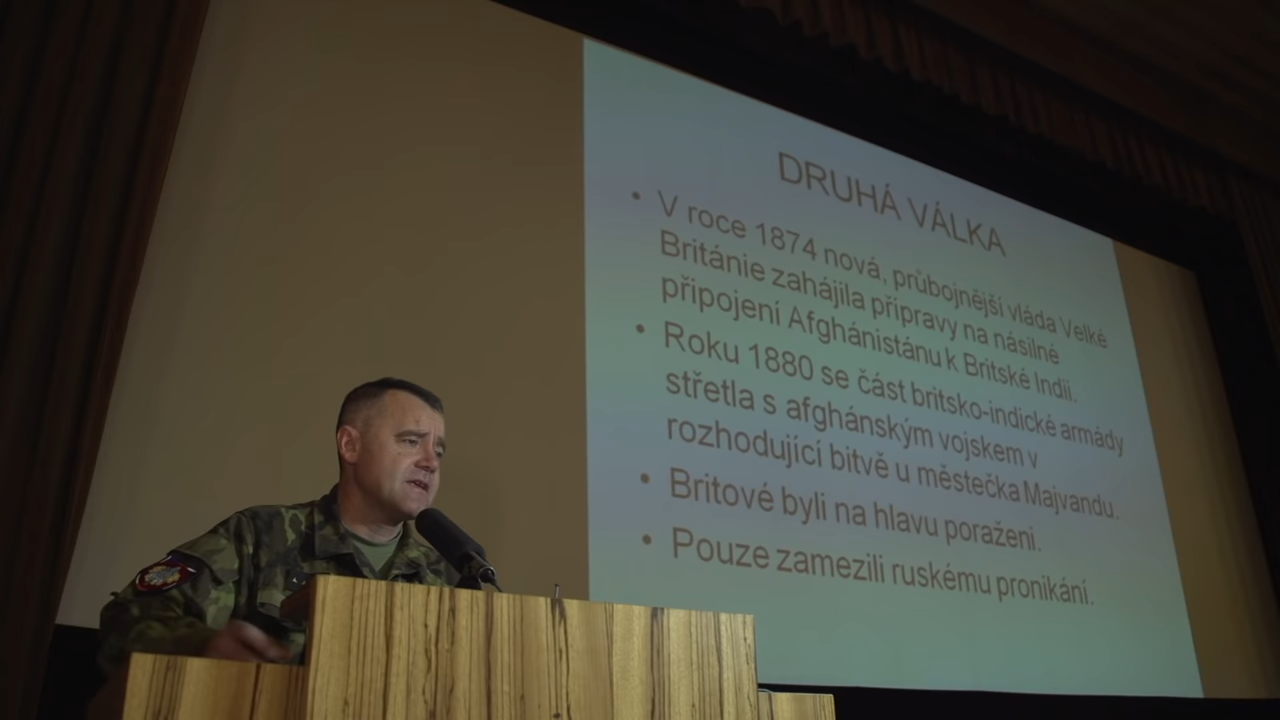 DRUHÁ VÁLKA
• V roce 1874 nová, průbojnější vláda Velké
Británie zahájila přípravy na násilné
připojení Afghánistánu k Britské Indii.
• Roku 1880 se část britsko-indické armády
střetla s afghánským vojskem v
rozhodující bitvě u městečka Majvandu.
• Britové byli na hlavu poraženi.
• Pouze zamezili ruskému pronikání.